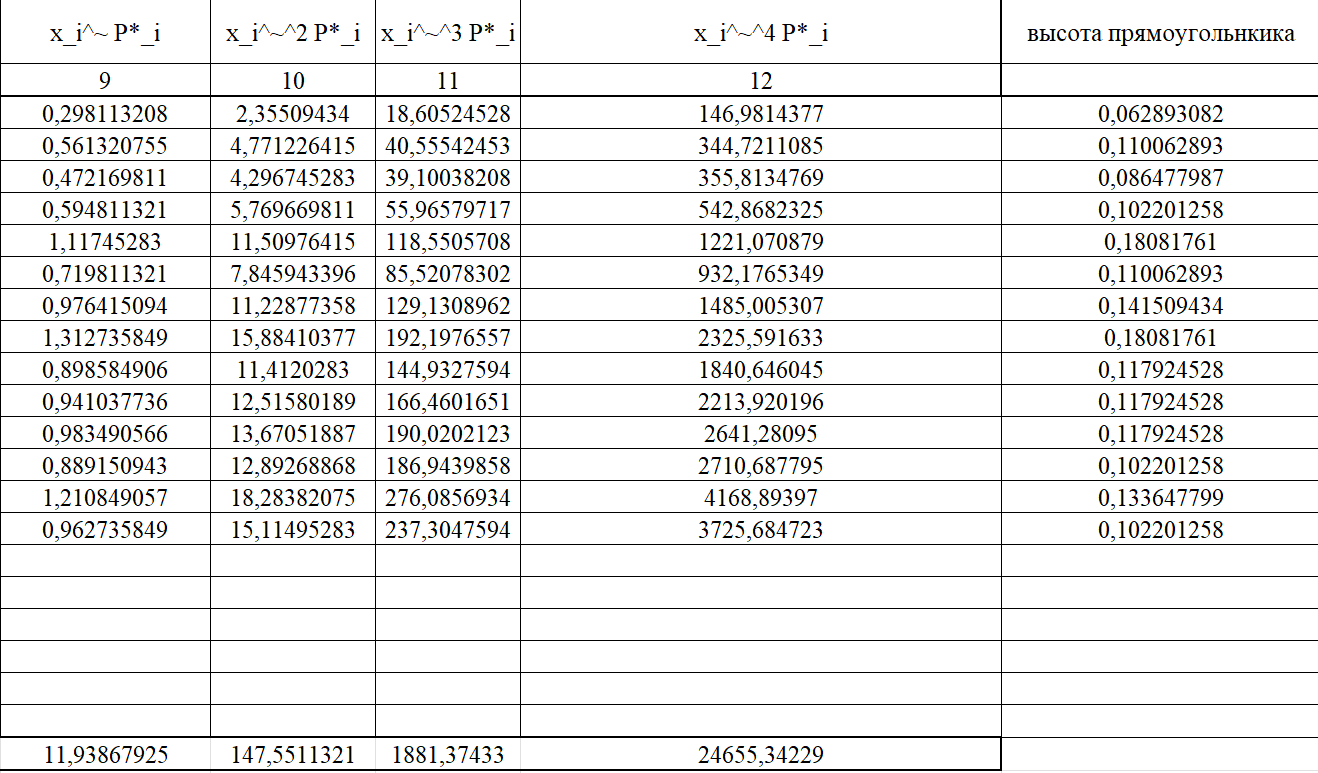 x_i^~ P*_i x_i^~^2 P*_i x_i^~^3 P*_i x_i^~^4 P*_i высота прямоугольнкика
9 10 11 12
0,298113208 2,35509434 18,60524528 146,9814377 0,062893082
0,561320755 4,771226415 40,55542453 344,7211085 0,110062893
0,472169811 4,296745283 39,10038208 355,8134769 0,086477987
0,594811321 5,769669811 55,96579717 542,8682325 0,102201258
1,11745283 11,50976415 118,5505708 1221,070879 0,18081761
0,719811321 7,845943396 85,52078302 932,1765349 0,110062893
0,976415094 11,22877358 129,1308962 1485,005307 0,141509434
1,312735849 15,88410377 192,1976557 2325,591633 0,18081761
0,898584906 11,4120283 144,9327594 1840,646045 0,117924528
0,941037736 12,51580189 166,4601651 2213,920196 0,117924528
0,983490566 13,67051887 190,0202123 2641,28095 0,117924528
0,889150943 12,89268868 186,9439858 2710,687795 0,102201258
1,210849057 18,28382075 276,0856934 4168,89397 0,133647799
0,962735849 15,11495283 237,3047594 3725,684723 0,102201258
11,93867925 147,5511321 1881,37433 24655,34229